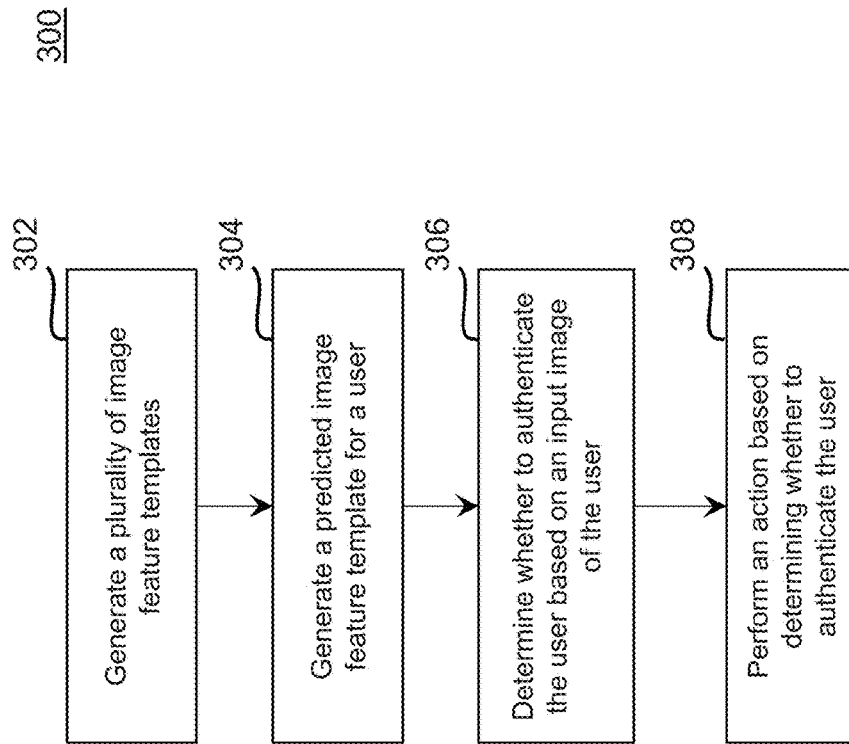 300
302
Generate a plurality of image
feature templates
304
Generate a predicted image
feature template for a user
306
Determine whether to authenticate
the user based on an input image
of the user
308
Perform an action based on
determining whether to
authenticate the user